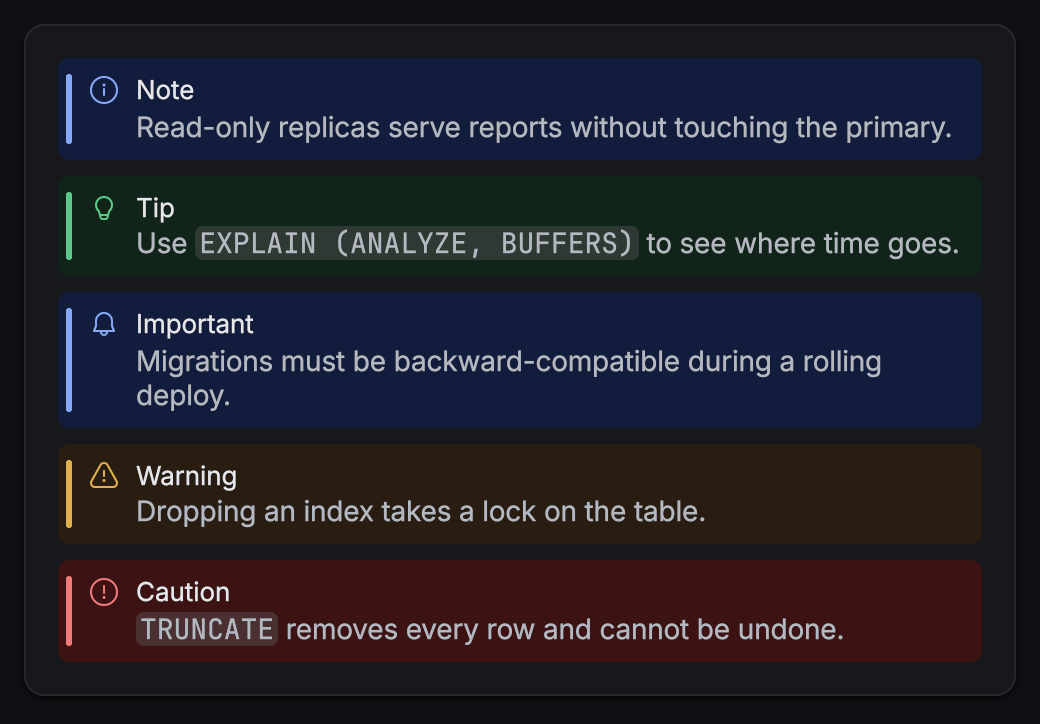 Note
Read-only replicas serve reports without touching the primary.
Tip
Use EXPLAIN (ANALYZE, BUFFERS) to see where time goes.
Important
Migrations must be backward-compatible during a rolling
deploy.
Warning
Dropping an index takes a lock on the table.
Caution
TRUNCATE removes every row and cannot be undone.